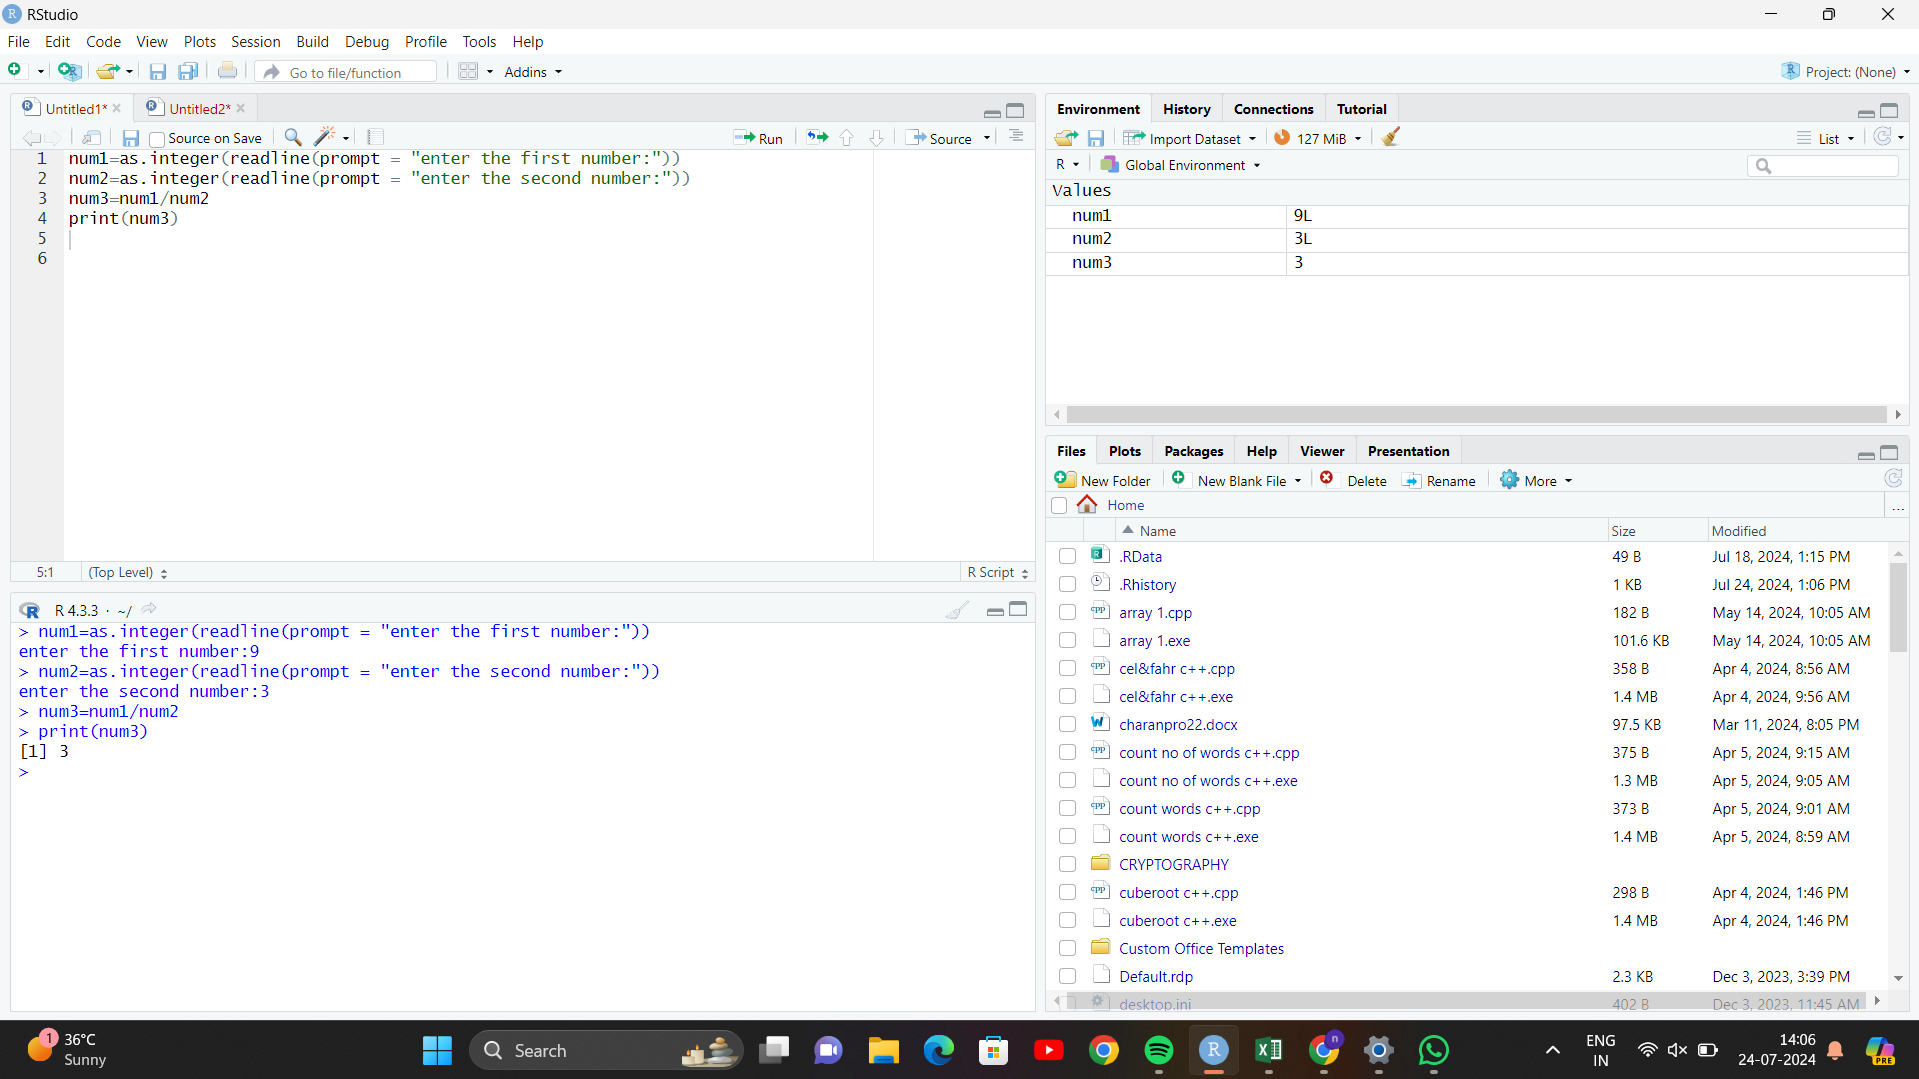 RStudio
File Edit Code View Plots Session Build Debug Profile Tools Help
Go to file/function Addins Project: (None)
Untitled1* Untitled2*
Source on Save Run Source
1 num1=as.integer(readline(prompt = "enter the first number:"))
2 num2=as.integer(readline(prompt = "enter the second number:"))
3 num3=num1/num2
4 print(num3)
5
6
5:1 (Top Level) R Script
R 4.3.3 · ~/
> num1=as.integer(readline(prompt = "enter the first number:"))
enter the first number:9
> num2=as.integer(readline(prompt = "enter the second number:"))
enter the second number:3
> num3=num1/num2
> print(num3)
[1] 3
>
Environment History Connections Tutorial
Import Dataset 127 MiB List
R Global Environment
Values
num1 9L
num2 3L
num3 3
Files Plots Packages Help Viewer Presentation
New Folder New Blank File Delete Rename More
Home ...
Name Size Modified
.RData 49 B Jul 18, 2024, 1:15 PM
.Rhistory 1 KB Jul 24, 2024, 1:06 PM
array 1.cpp 182 B May 14, 2024, 10:05 AM
array 1.exe 101.6 KB May 14, 2024, 10:05 AM
cel&fahr c++.cpp 358 B Apr 4, 2024, 8:56 AM
cel&fahr c++.exe 1.4 MB Apr 4, 2024, 9:56 AM
charanpro22.docx 97.5 KB Mar 11, 2024, 8:05 PM
count no of words c++.cpp 375 B Apr 5, 2024, 9:15 AM
count no of words c++.exe 1.3 MB Apr 5, 2024, 9:05 AM
count words c++.cpp 373 B Apr 5, 2024, 9:01 AM
count words c++.exe 1.4 MB Apr 5, 2024, 8:59 AM
CRYPTOGRAPHY
cuberoot c++.cpp 298 B Apr 4, 2024, 1:46 PM
cuberoot c++.exe 1.4 MB Apr 4, 2024, 1:46 PM
Custom Office Templates
Default.rdp 2.3 KB Dec 3, 2023, 3:39 PM
desktop.ini 402 B Dec 3, 2023, 11:45 AM
1 36°C
Sunny
Search
ENG
IN
14:06
24-07-2024
PRE